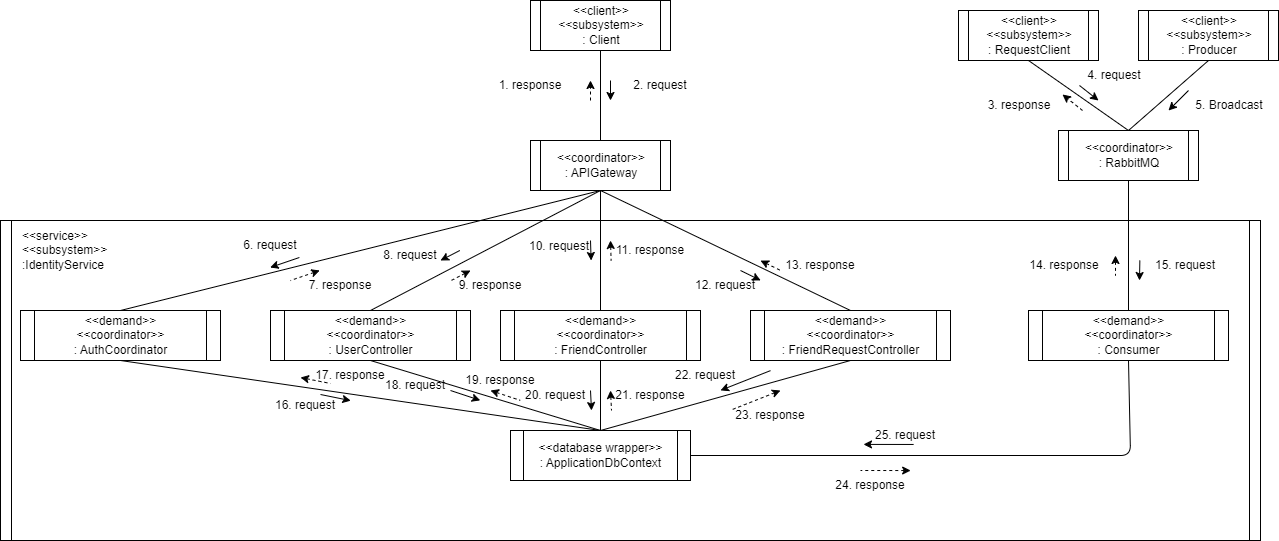 <<client>>
<<subsystem>>
: Client
<<client>>
<<subsystem>>
: RequestClient
<<client>>
<<subsystem>>
: Producer
1. response
2. request
3. response
4. request
5. Broadcast
<<coordinator>>
: APIGateway
<<coordinator>>
: RabbitMQ
<<service>>
<<subsystem>>
:IdentityService
6. request
7. response
8. request
9. response
10. request
11. response
12. request
13. response
14. response
15. request
<<demand>>
<<coordinator>>
: AuthCoordinator
<<demand>>
<<coordinator>>
: UserController
<<demand>>
<<coordinator>>
: FriendController
<<demand>>
<<coordinator>>
: FriendRequestController
<<demand>>
<<coordinator>>
: Consumer
16. request
17. response
18. request
19. response
20. request
21. response
22. request
23. response
<<database wrapper>>
: ApplicationDbContext
25. request
24. response